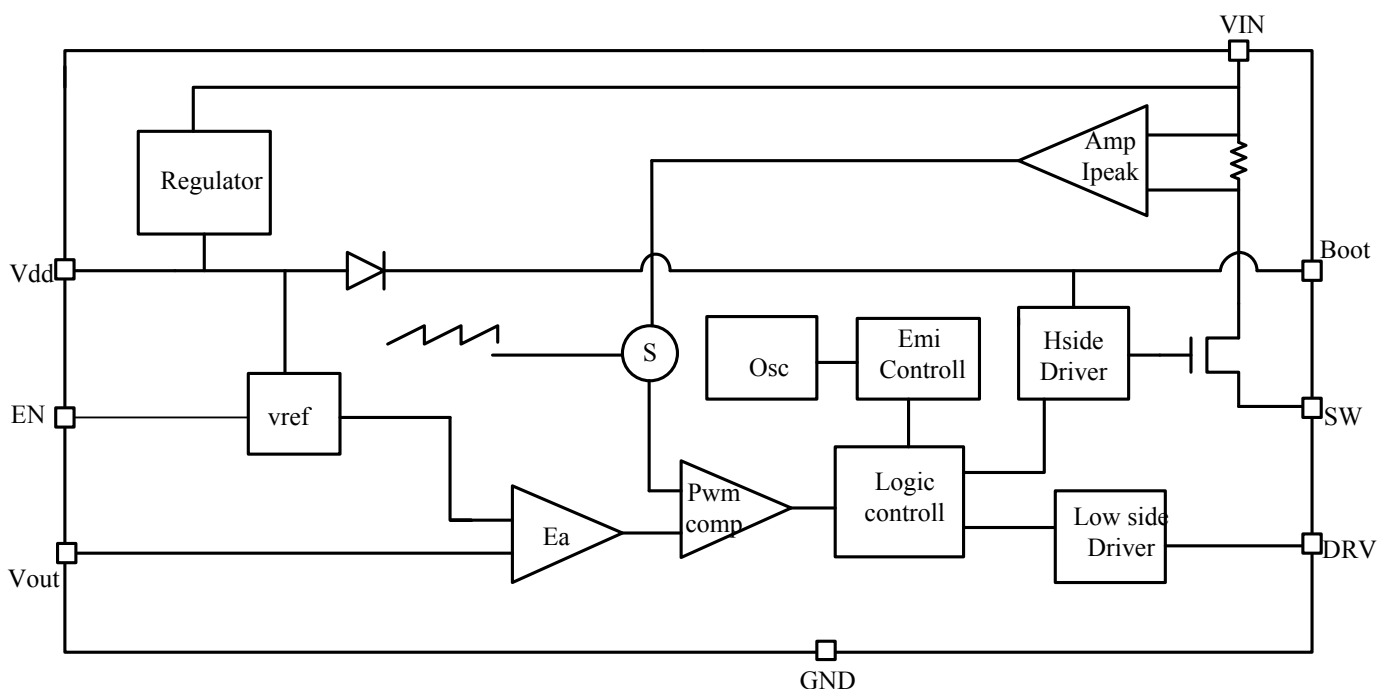 VIN
Amp
Ipeak
Regulator
Boot
Vdd
S
Osc
Emi
Controll
Hside
Driver
EN
vref
SW
Pwm
comp
Logic
controll
Low side
Driver
Ea
DRV
Vout
GND